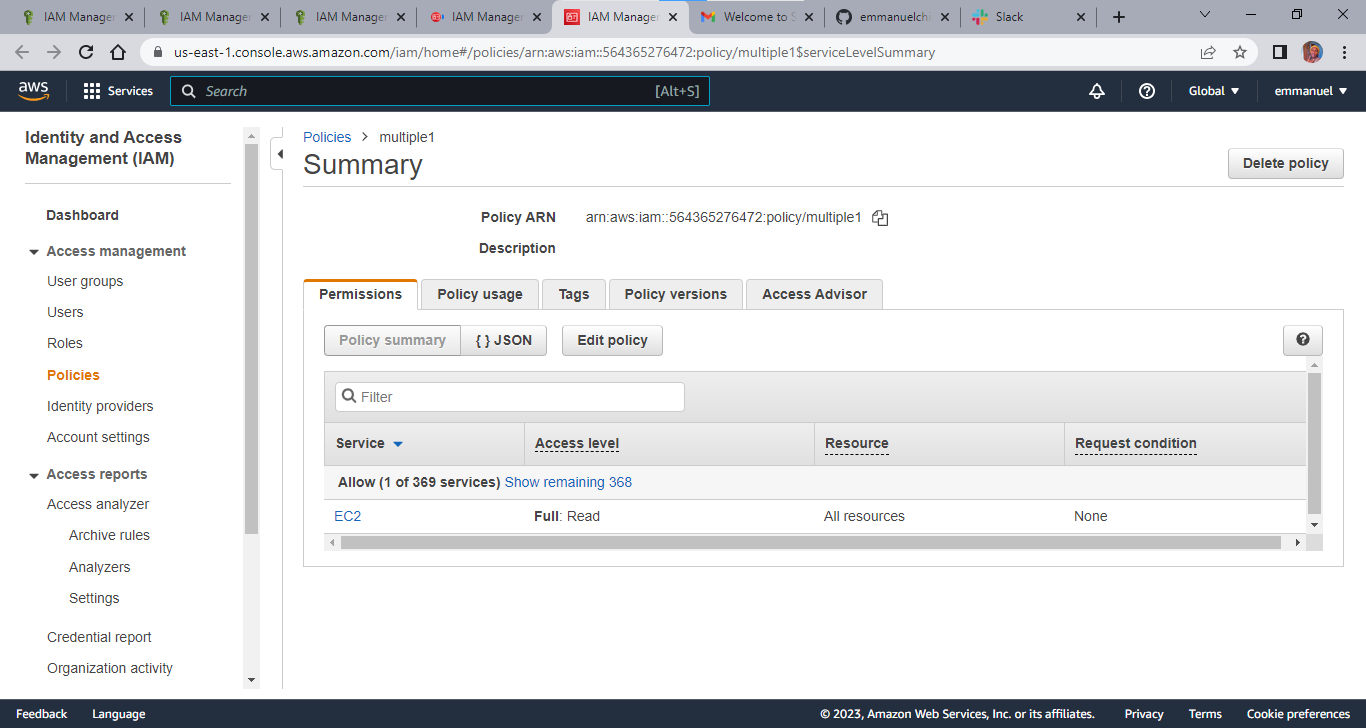 IAM Manage
IAM Manage
IAM Manage
IAM Manage
IAM Manage
Welcome to S
emmanuelchi
Slack
us-east-1.console.aws.amazon.com/iam/home#/policies/arn:aws:iam::564365276472:policy/multiple1$serviceLevelSummary
aws
Services
Search
[Alt+S]
Global
emmanuel
Identity and Access
Management (IAM)
Dashboard
Access management
User groups
Users
Roles
Policies
Identity providers
Account settings
Access reports
Access analyzer
Archive rules
Analyzers
Settings
Credential report
Organization activity
Policies > multiple1
Summary
Delete policy
Policy ARN arn:aws:iam::564365276472:policy/multiple1
Description
Permissions Policy usage Tags Policy versions Access Advisor
Policy summary { } JSON Edit policy
Filter
Service Access level Resource Request condition
Allow (1 of 369 services) Show remaining 368
EC2 Full: Read All resources None
Feedback Language © 2023, Amazon Web Services, Inc. or its affiliates. Privacy Terms Cookie preferences